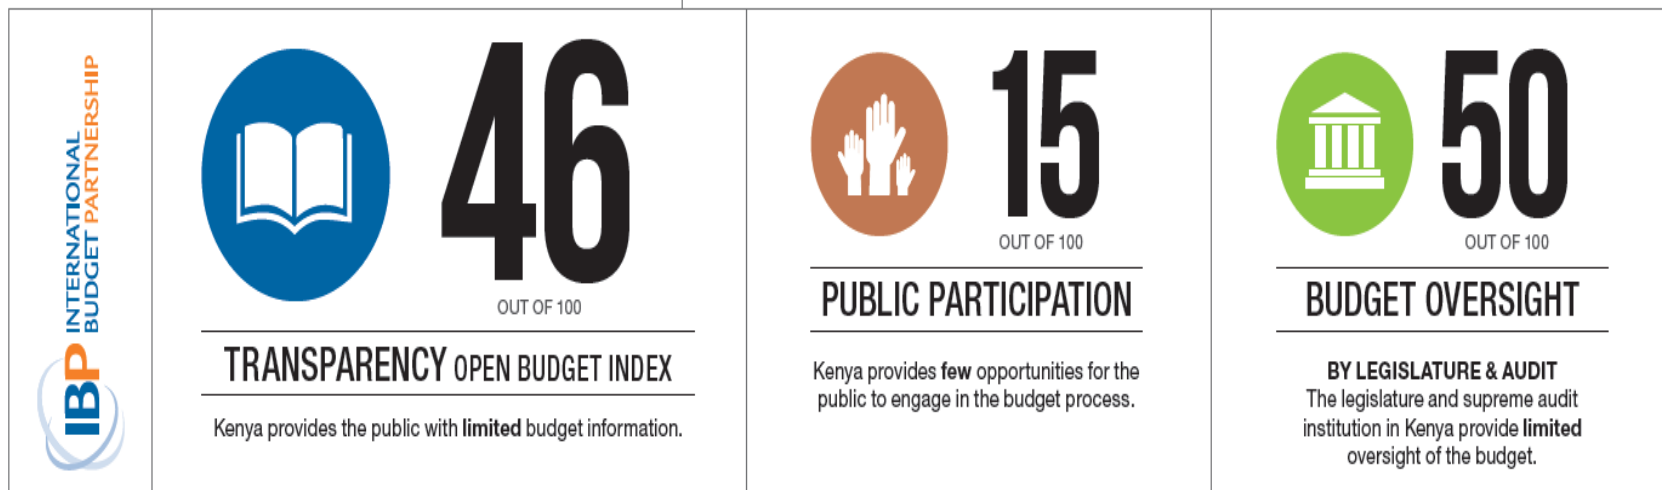 IBP INTERNATIONAL
BUDGET PARTNERSHIP
46
OUT OF 100
TRANSPARENCY OPEN BUDGET INDEX
Kenya provides the public with limited budget information.
15
OUT OF 100
PUBLIC PARTICIPATION
Kenya provides few opportunities for the
public to engage in the budget process.
50
OUT OF 100
BUDGET OVERSIGHT
BY LEGISLATURE & AUDIT
The legislature and supreme audit
institution in Kenya provide limited
oversight of the budget.